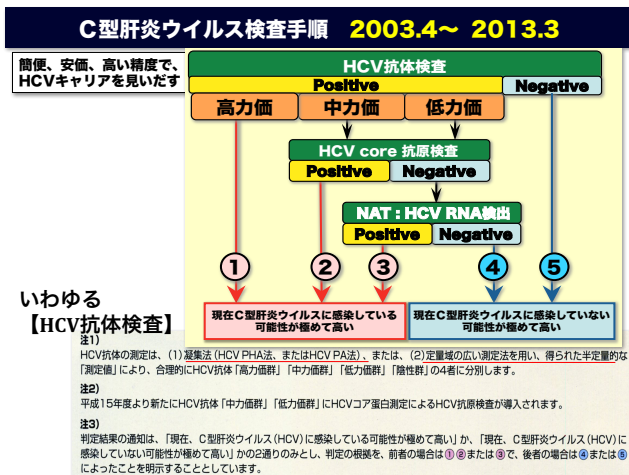 C型肝炎ウイルス検査手順 2003.4〜 2013.3
簡便、安価、高い精度で、
HCVキャリアを見いだす
HCV抗体検査
Positive Negative
高力価 中力価 低力価
HCV core 抗原検査
Positive Negative
NAT:HCV RNA検出
Positive Negative
① ② ③ ④ ⑤
現在C型肝炎ウイルスに感染している
可能性が極めて高い
現在C型肝炎ウイルスに感染していない
可能性が極めて高い
いわゆる
【HCV抗体検査】
注1)
HCV抗体の測定は、(1)凝集法(HCV PHA法、またはHCV PA法)、または、(2)定量域の広い測定法を用い、得られた半定量的な
「測定値」により、合理的にHCV抗体「高力価群」「中力価群」「低力価群」「陰性群」の4者に分別します。
注2)
平成15年度より新たにHCV抗体「中力価群」「低力価群」にHCVコア蛋白測定によるHCV抗原検査が導入されます。
注3)
判定結果の通知は、「現在、C型肝炎ウイルス(HCV)に感染している可能性が極めて高い」か、「現在、C型肝炎ウイルス(HCV)に
感染していない可能性が極めて高い」かの2通りのみとし、判定の根拠を、前者の場合は①②または③で、後者の場合は④または⑤
によったことを明示することとしています。